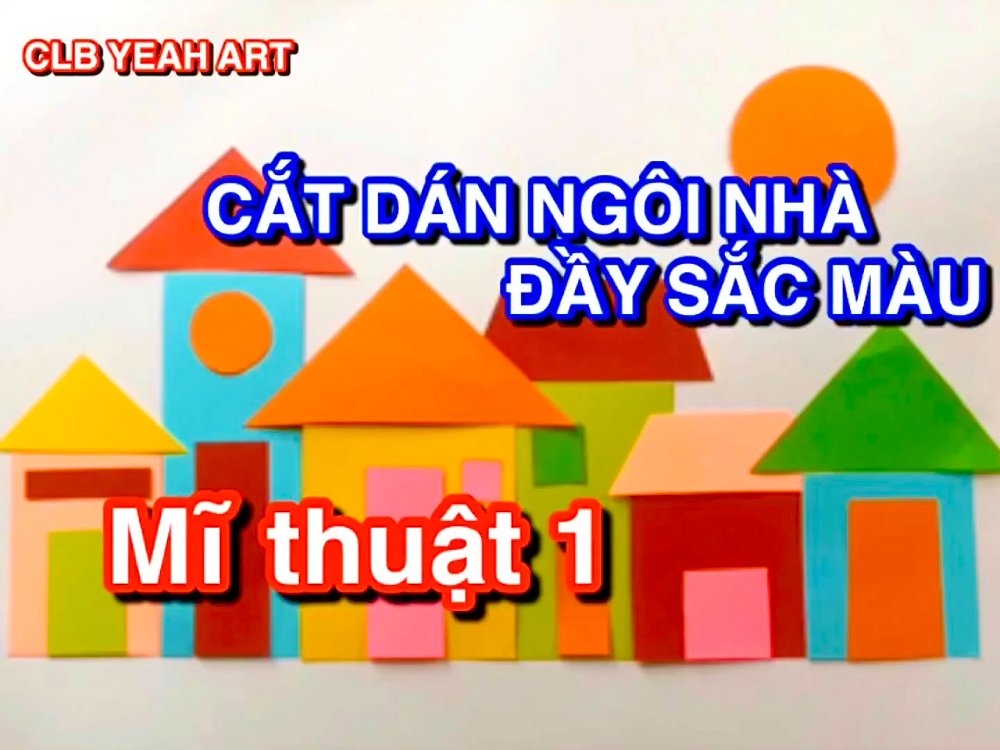 CLB YEAH ART
CẮT DÁN NGÔI NHÀ
ĐẦY SẮC MÀU
Mĩ thuật 1